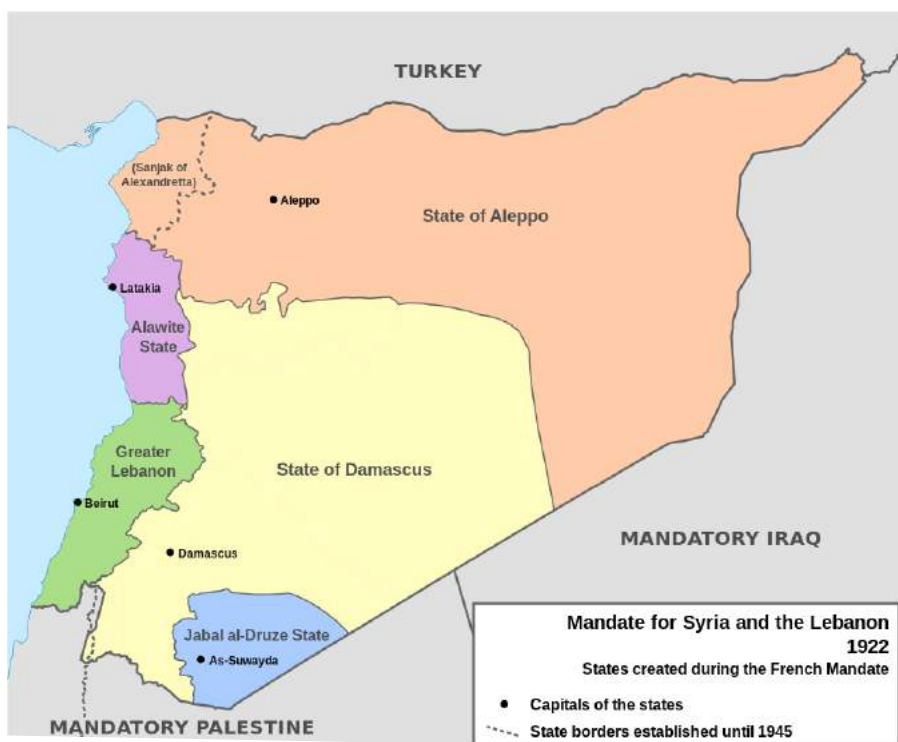 TURKEY
(Sanjak of
Alexandretta)
Aleppo
State of Aleppo
Latakia
Alawite
State
Greater
Lebanon
State of Damascus
Beirut
MANDATORY IRAQ
Damascus
Jabal al-Druze State
As-Suwayda
MANDATORY PALESTINE
Mandate for Syria and the Lebanon
1922
States created during the French Mandate
Capitals of the states
State borders established until 1945